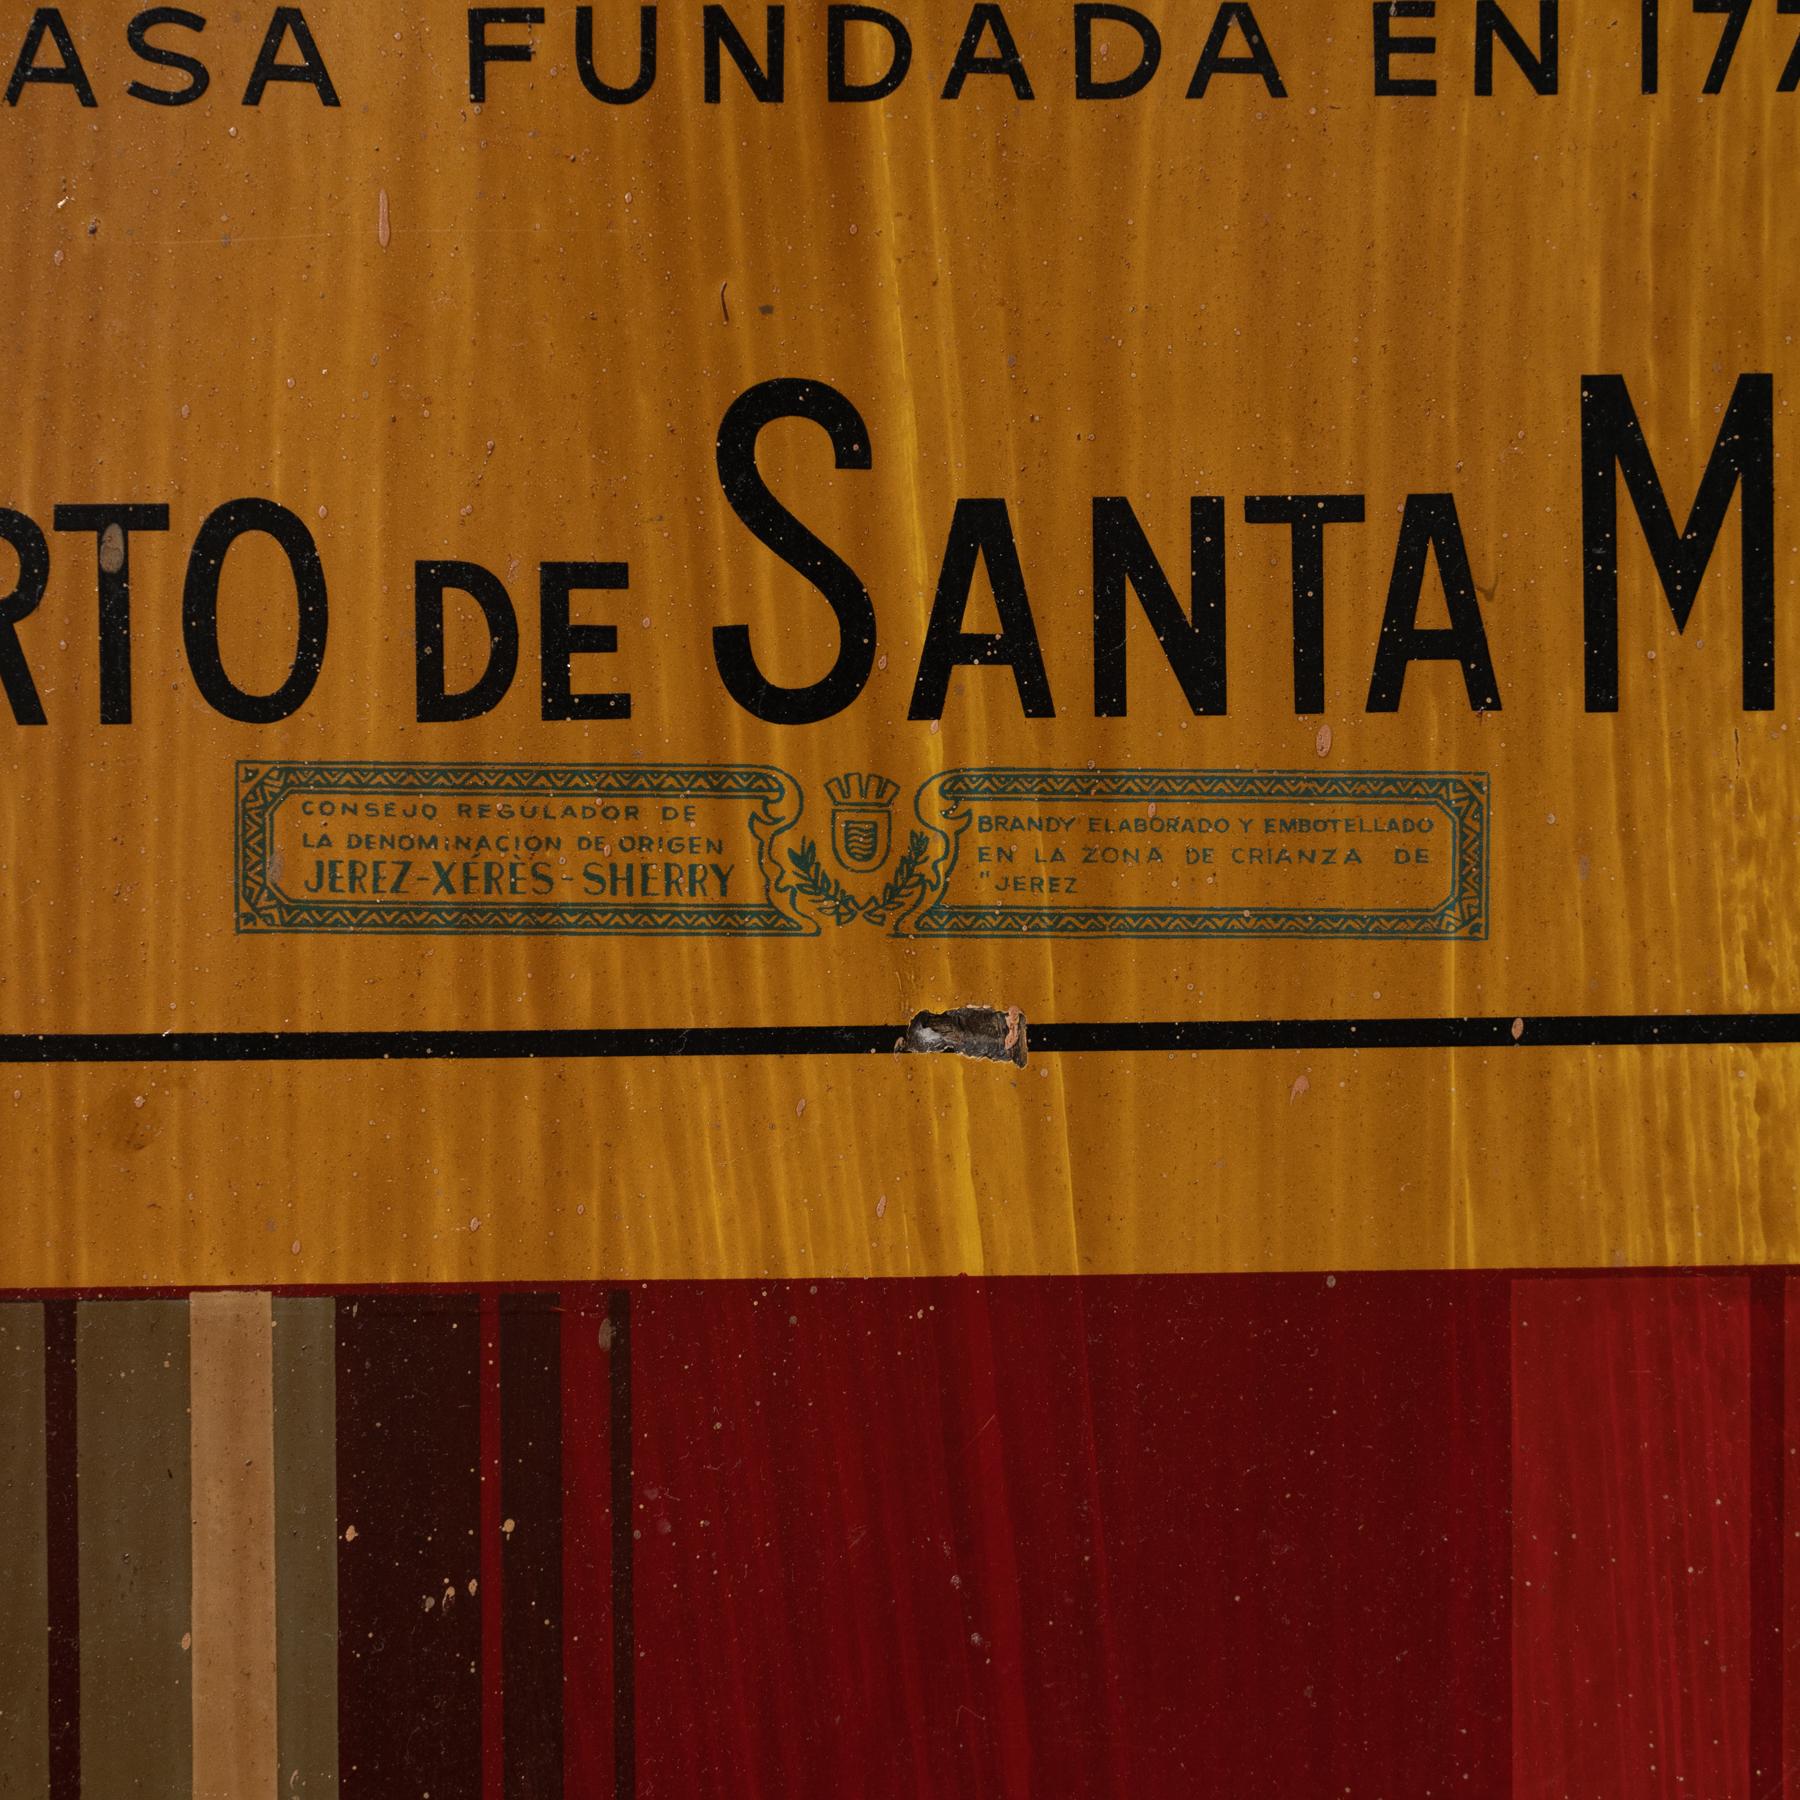 ASA FUNDADA EN 177
RTO DE SANTA M
CONSEJO REGULADOR DE
LA DENOMINACION DE ORIGEN
JEREZ-XÉRÈS-SHERRY
BRANDY ELABORADO Y EMBOTELLADO
EN LA ZONA DE CRIANZA DE
"JEREZ